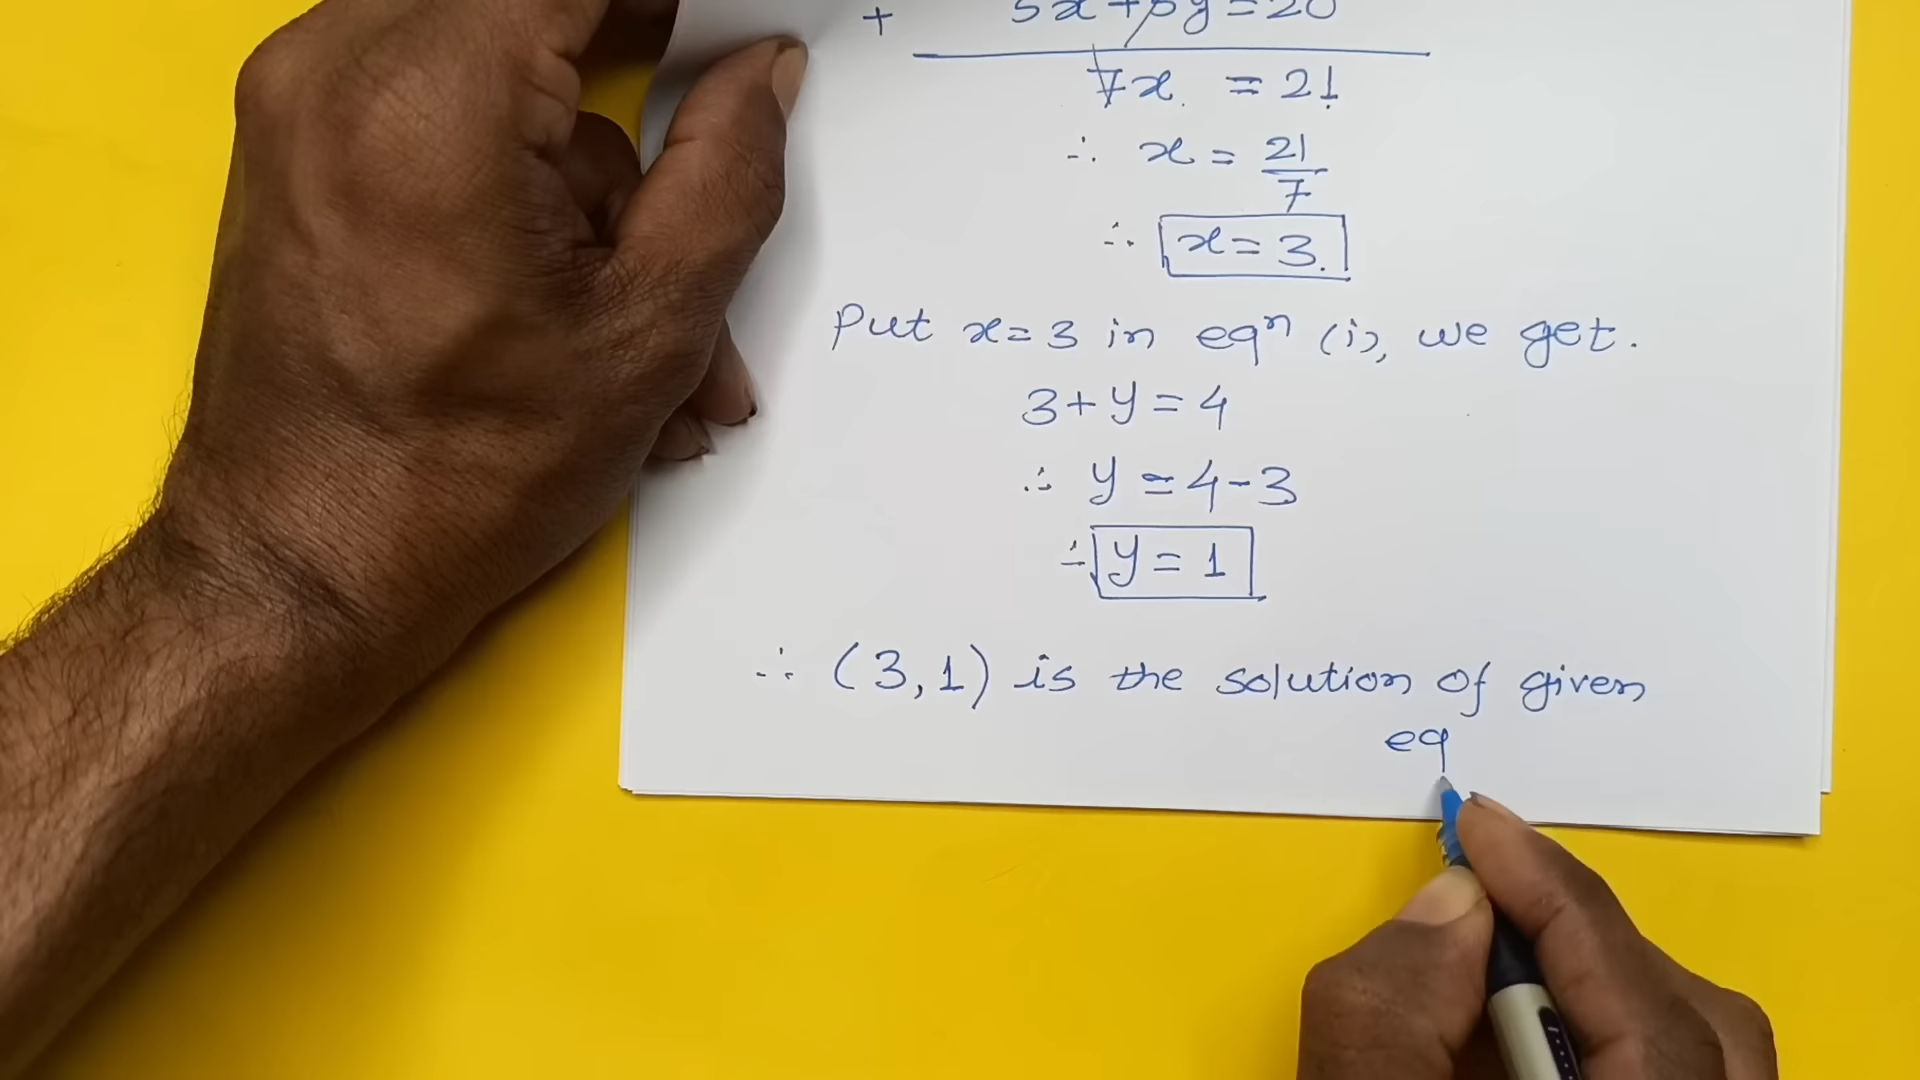 + 5x+5y=20
7x = 21
∴ x = 21/7
∴ x = 3.
Put x=3 in eqⁿ (i), we get.
3+y=4
∴ y = 4-3
∴ y = 1
∴ (3,1) is the solution of given
eq